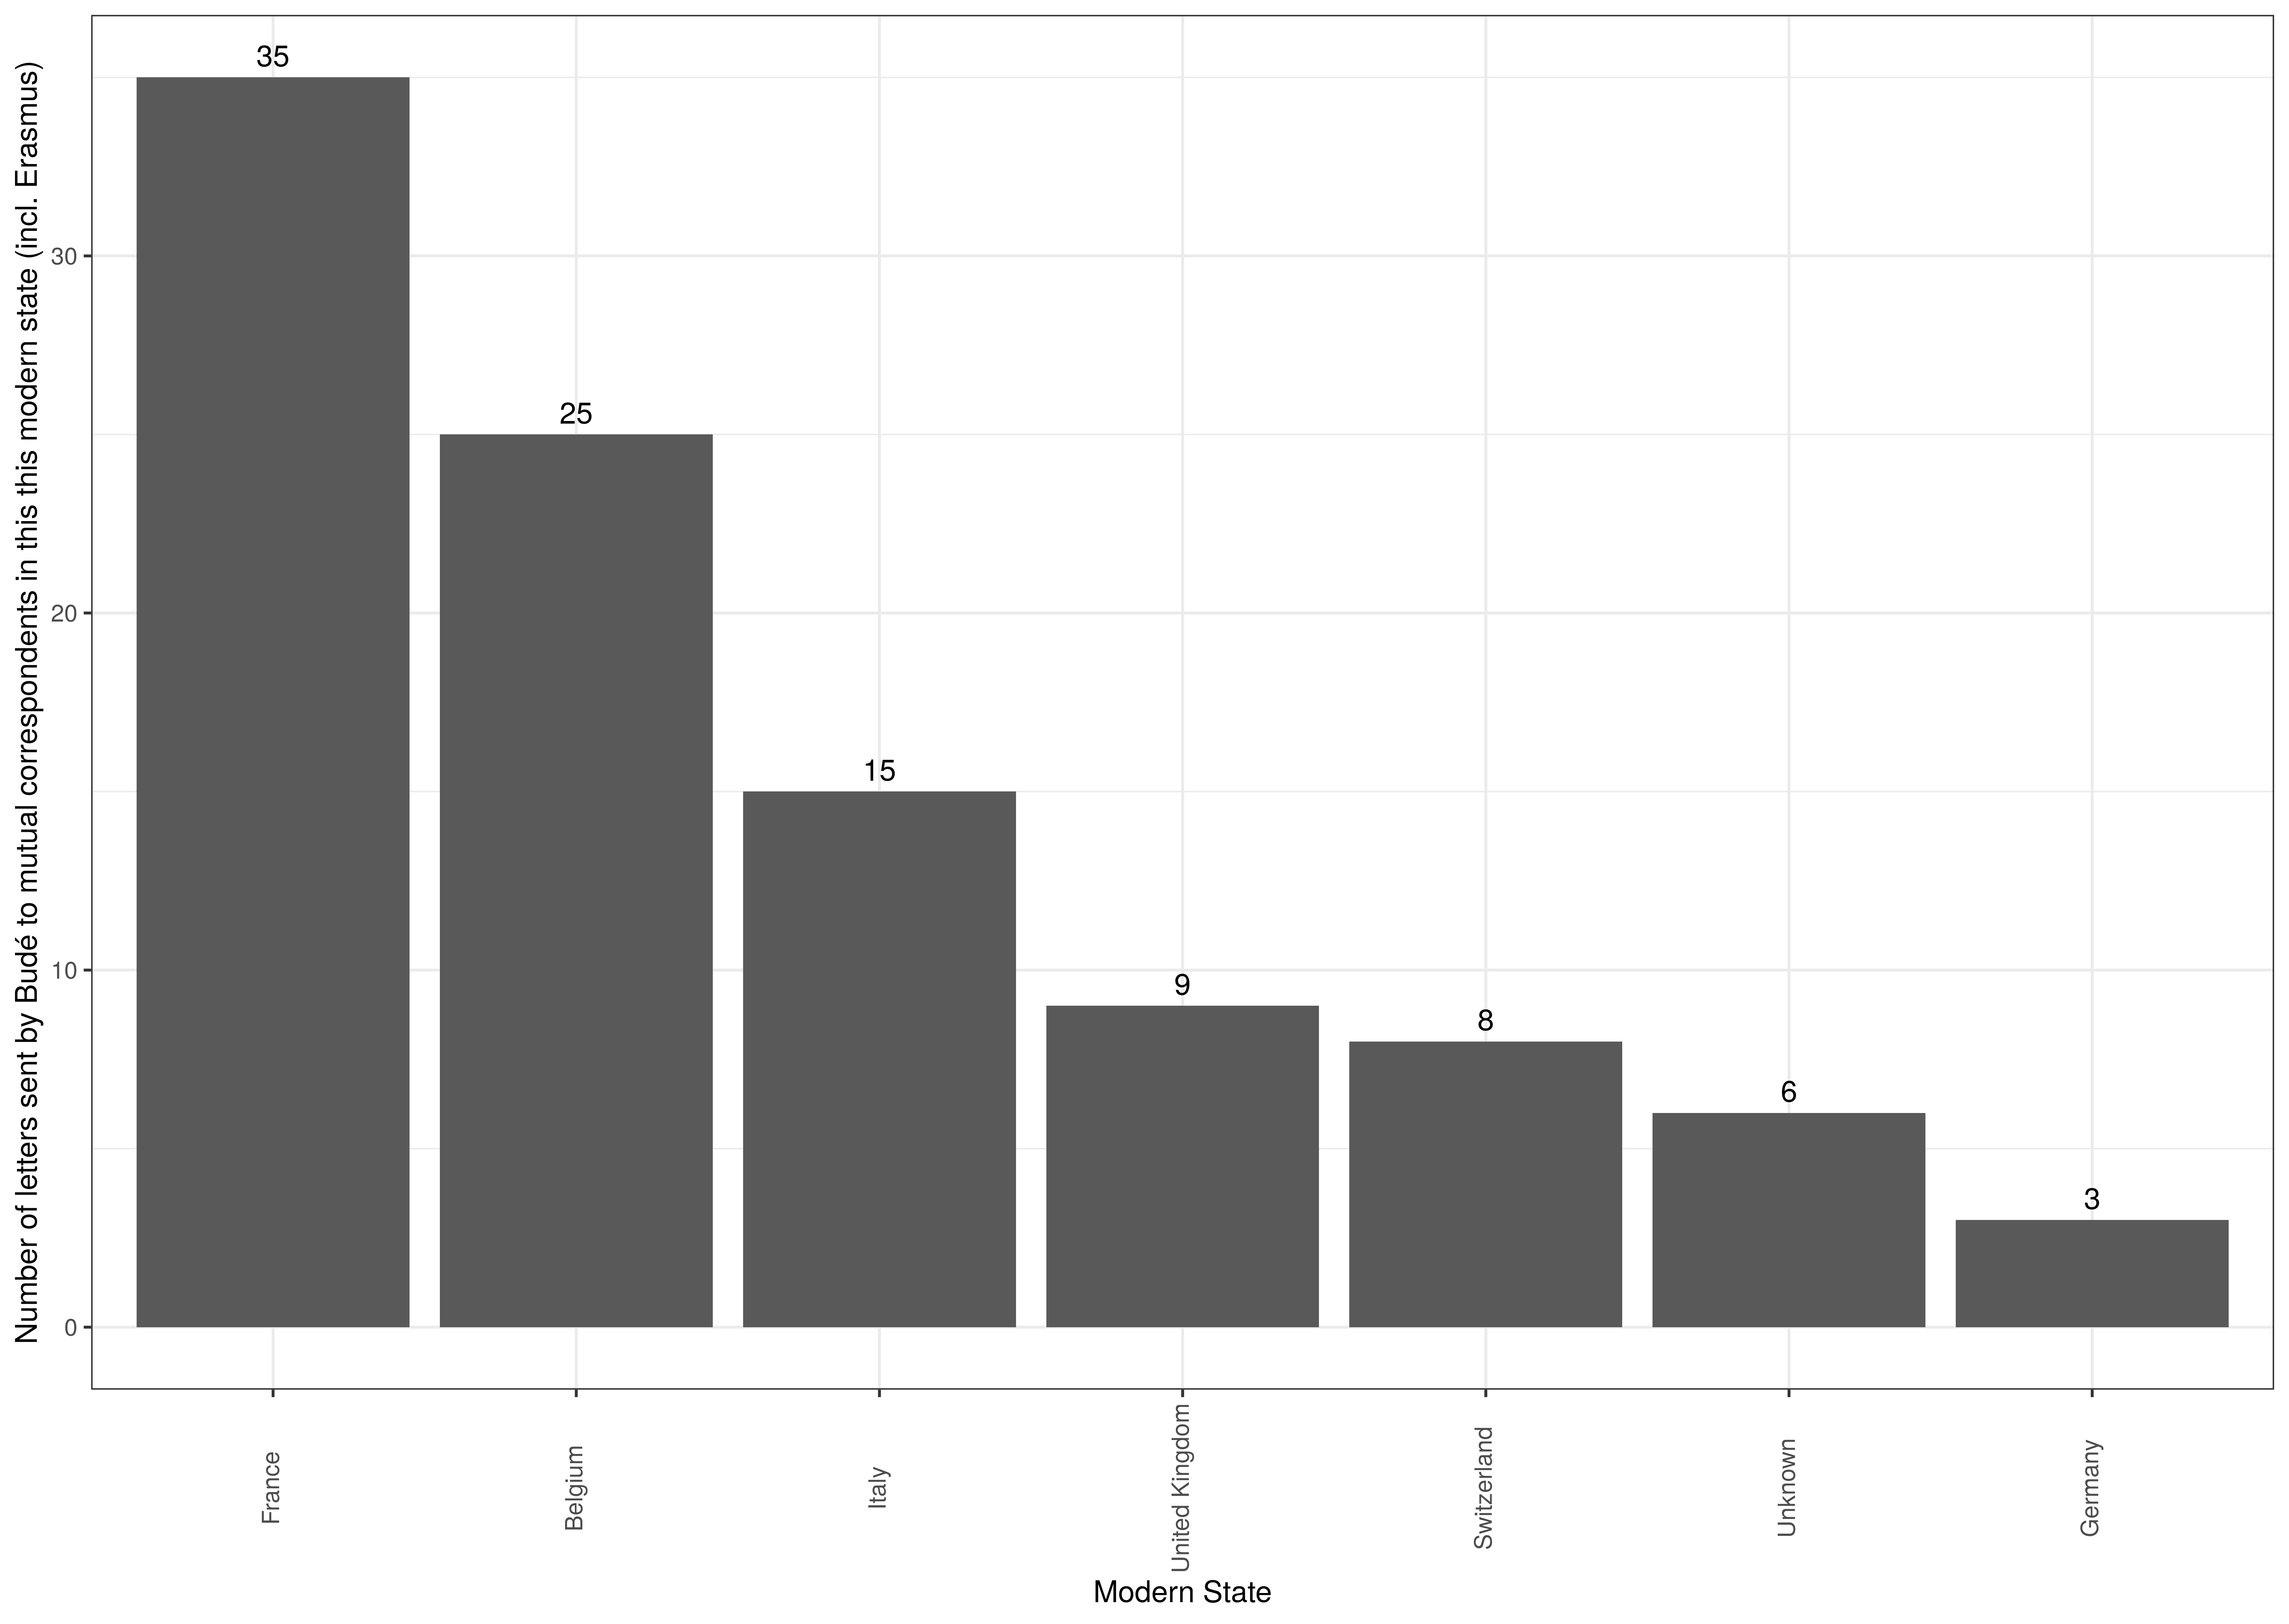 Number of letters sent by Budé to mutual correspondents in this this modern state (incl. Erasmus)
30
20
10
0
35
25
15
9
8
6
3
France
Belgium
Italy
United Kingdom
Switzerland
Unknown
Germany
Modern State